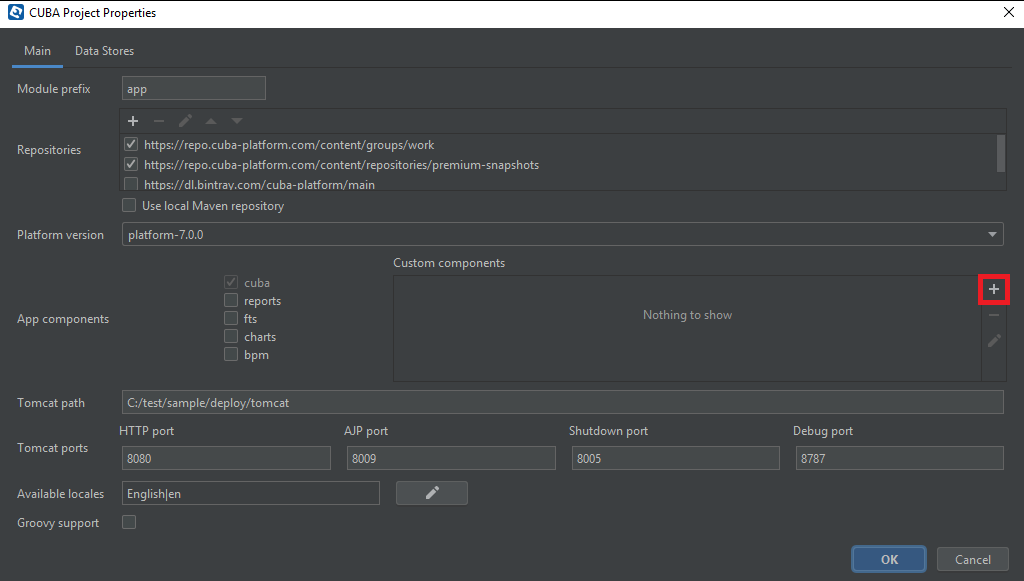 CUBA Project Properties
Main Data Stores
Module prefix app
Repositories
https://repo.cuba-platform.com/content/groups/work
https://repo.cuba-platform.com/content/repositories/premium-snapshots
https://dl.bintray.com/cuba-platform/main
Use local Maven repository
Platform version platform-7.0.0
Custom components
App components
cuba
reports
fts
charts
bpm
Nothing to show
Tomcat path C:/test/sample/deploy/tomcat
Tomcat ports
HTTP port AJP port Shutdown port Debug port
8080 8009 8005 8787
Available locales English|en
Groovy support
OK Cancel